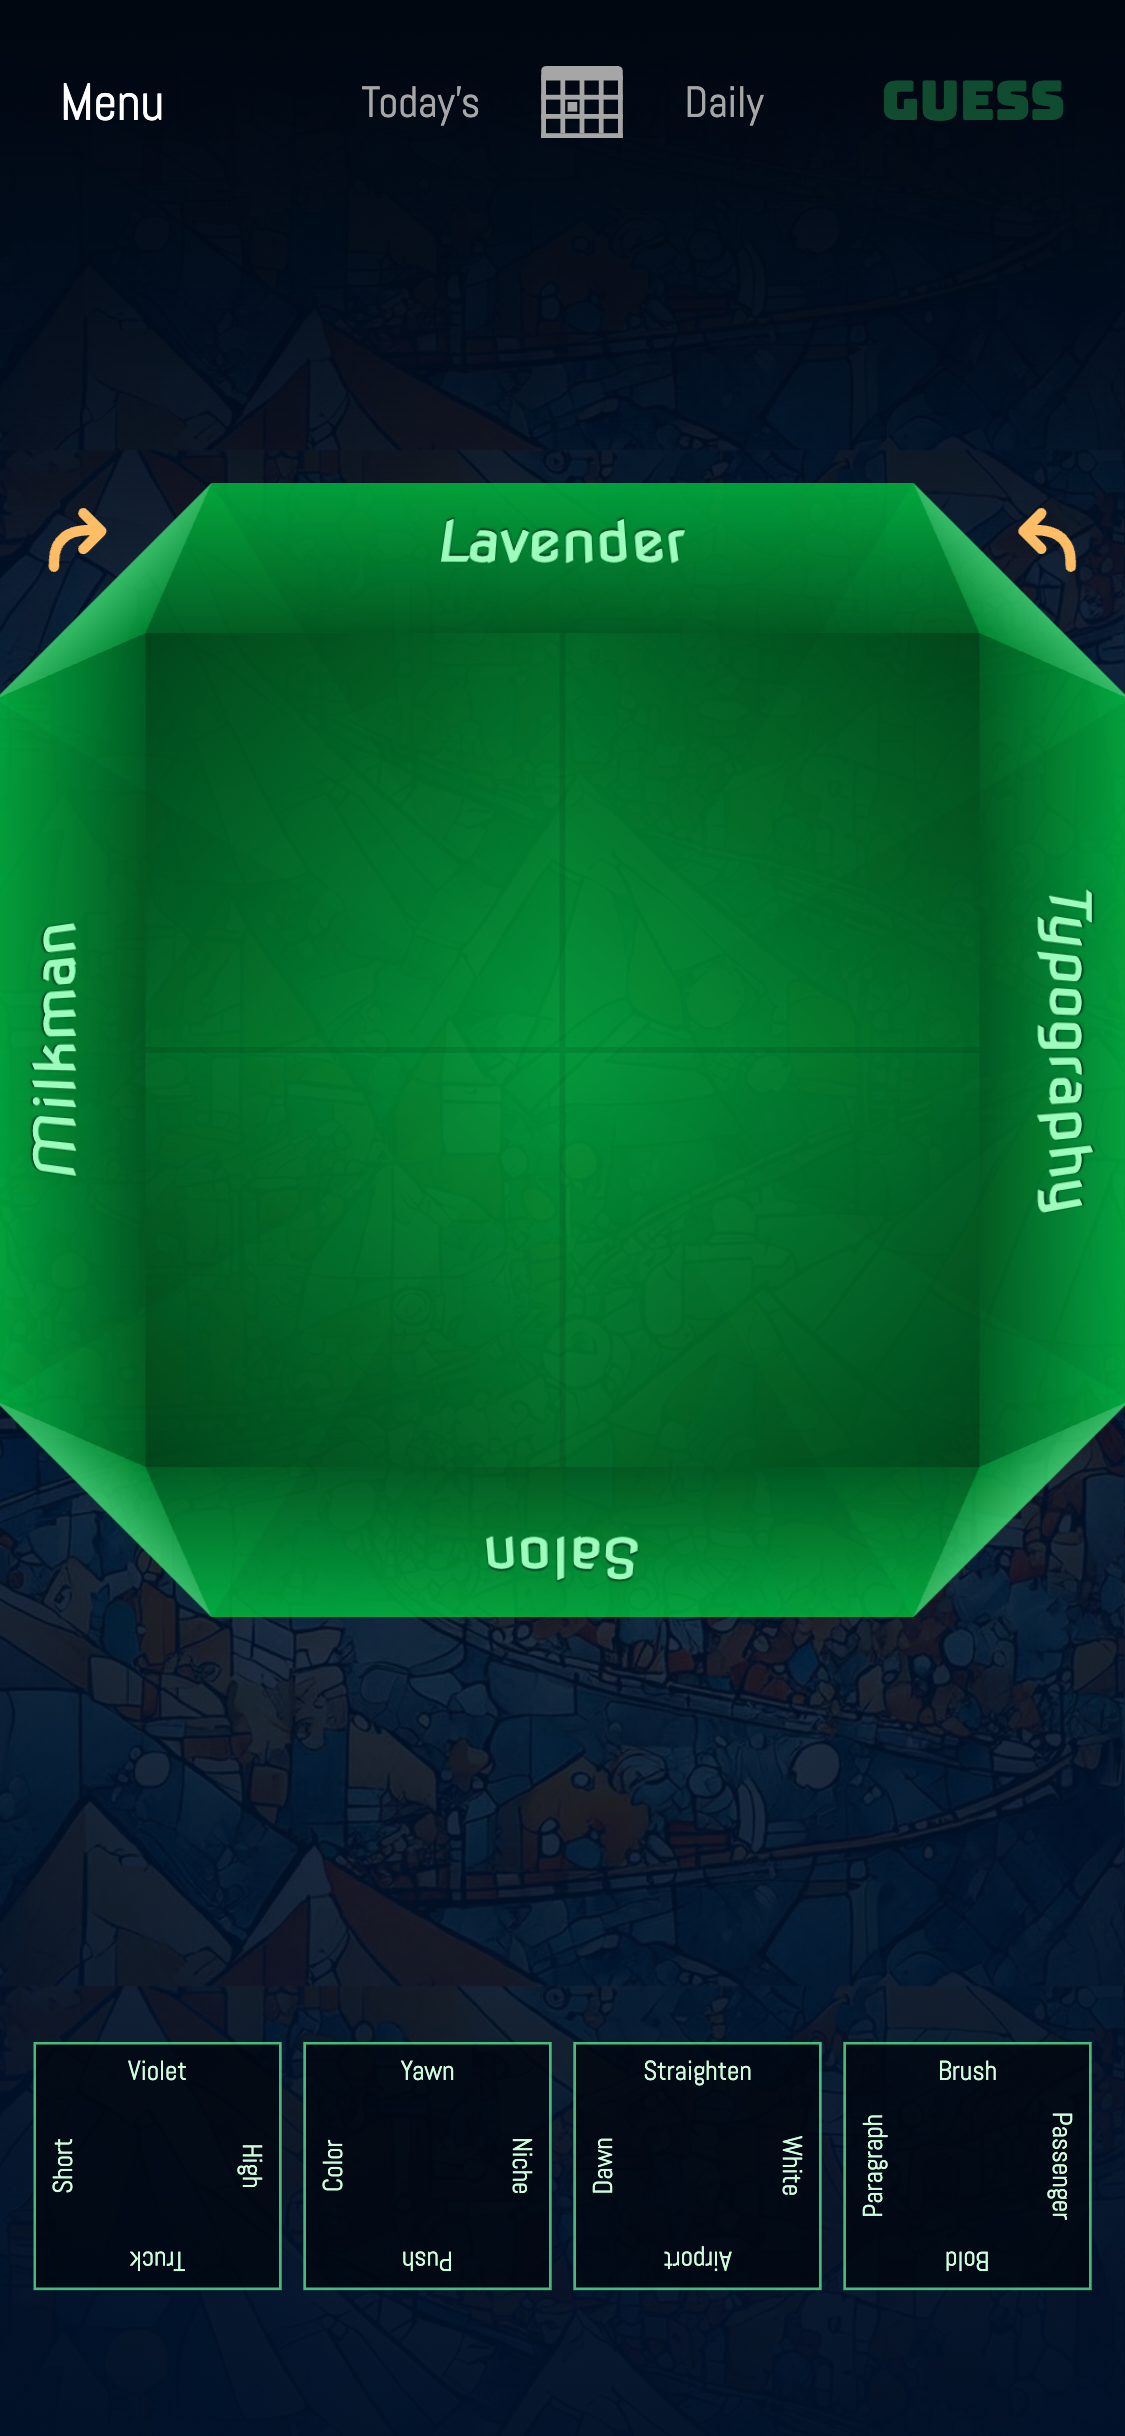 Menu
Today's
Daily
GUESS
Lavender
Milkman
Typography
Salon
Violet
Short
High
Truck
Yawn
Color
Niche
Push
Straighten
Dawn
White
Airport
Brush
Paragraph
Passenger
Bold